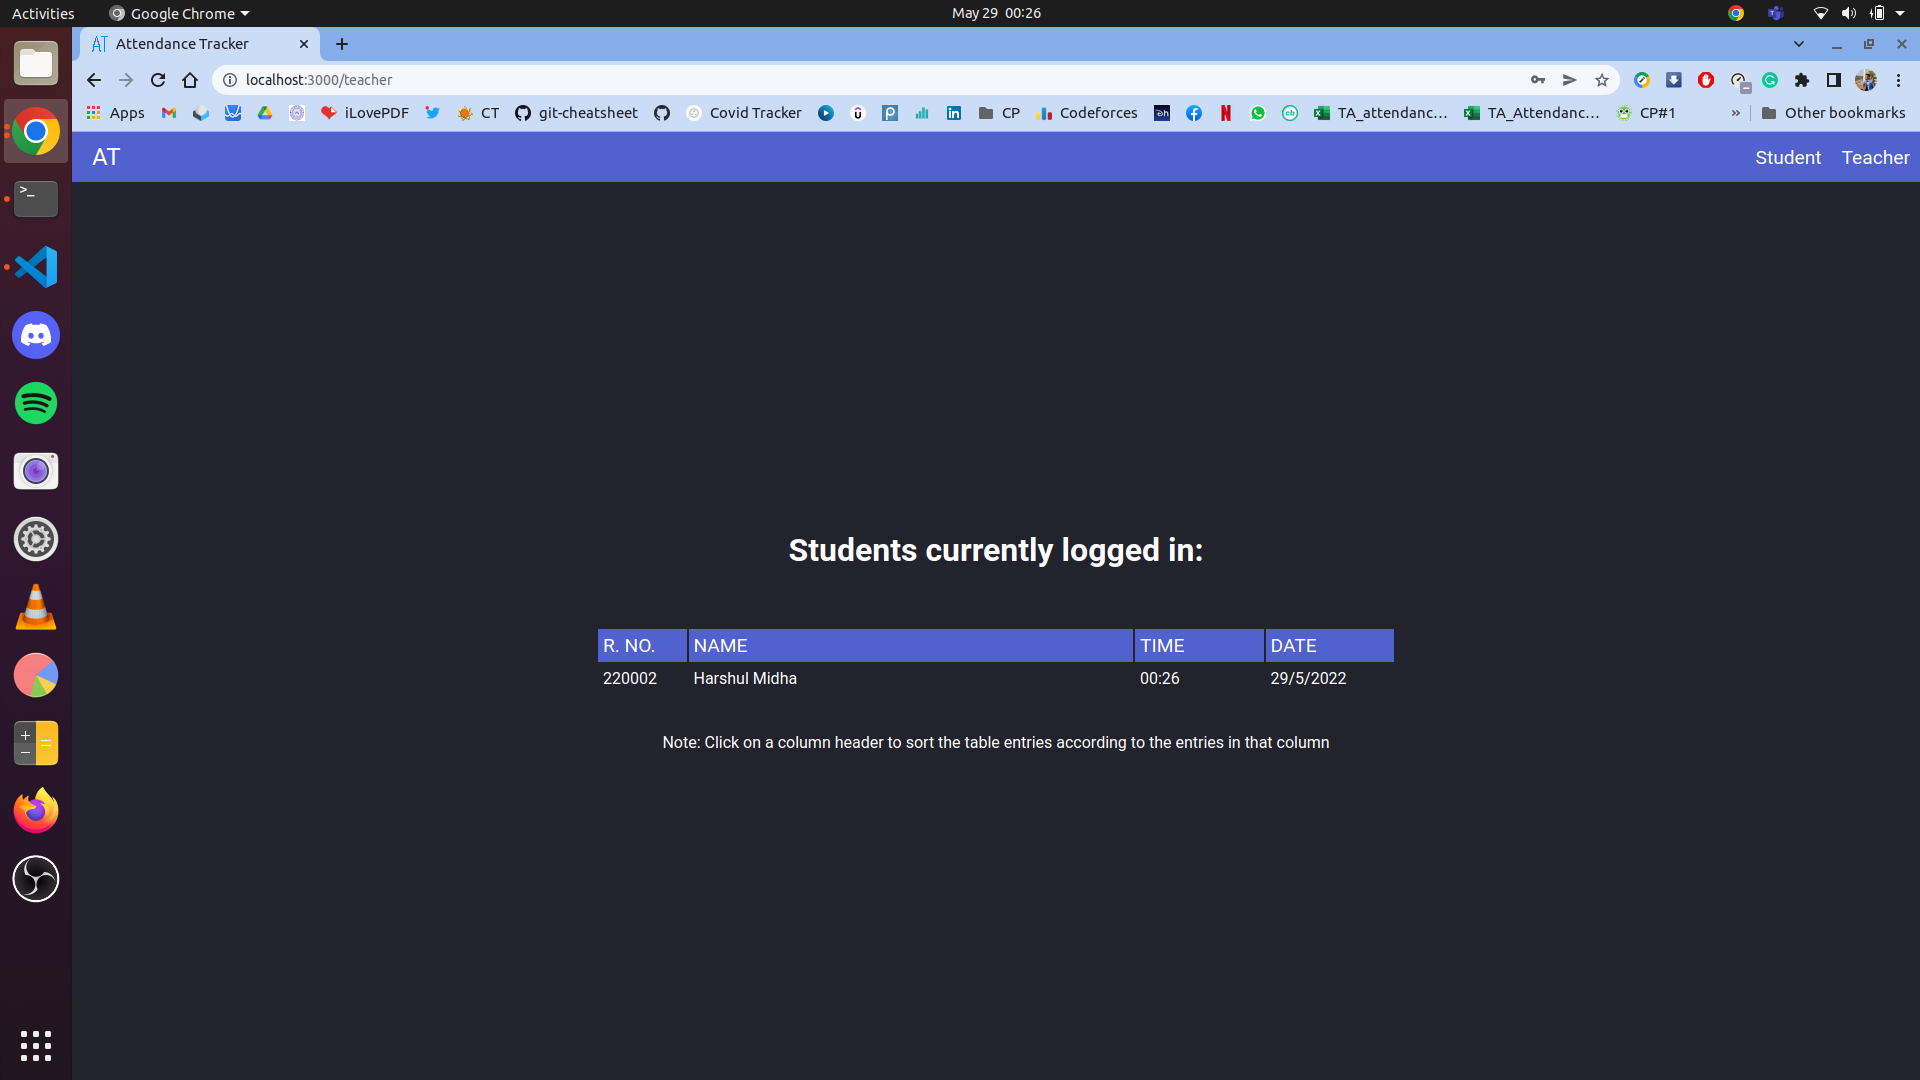 Activities
Google Chrome
May 29 00:26
AT Attendance Tracker
localhost:3000/teacher
Apps
iLovePDF
CT
git-cheatsheet
Covid Tracker
CP
Codeforces
TA_attendanc...
TA_Attendanc...
CP#1
»
Other bookmarks
AT
Student
Teacher
Students currently logged in:
R. NO. NAME TIME DATE
220002 Harshul Midha 00:26 29/5/2022
Note: Click on a column header to sort the table entries according to the entries in that column